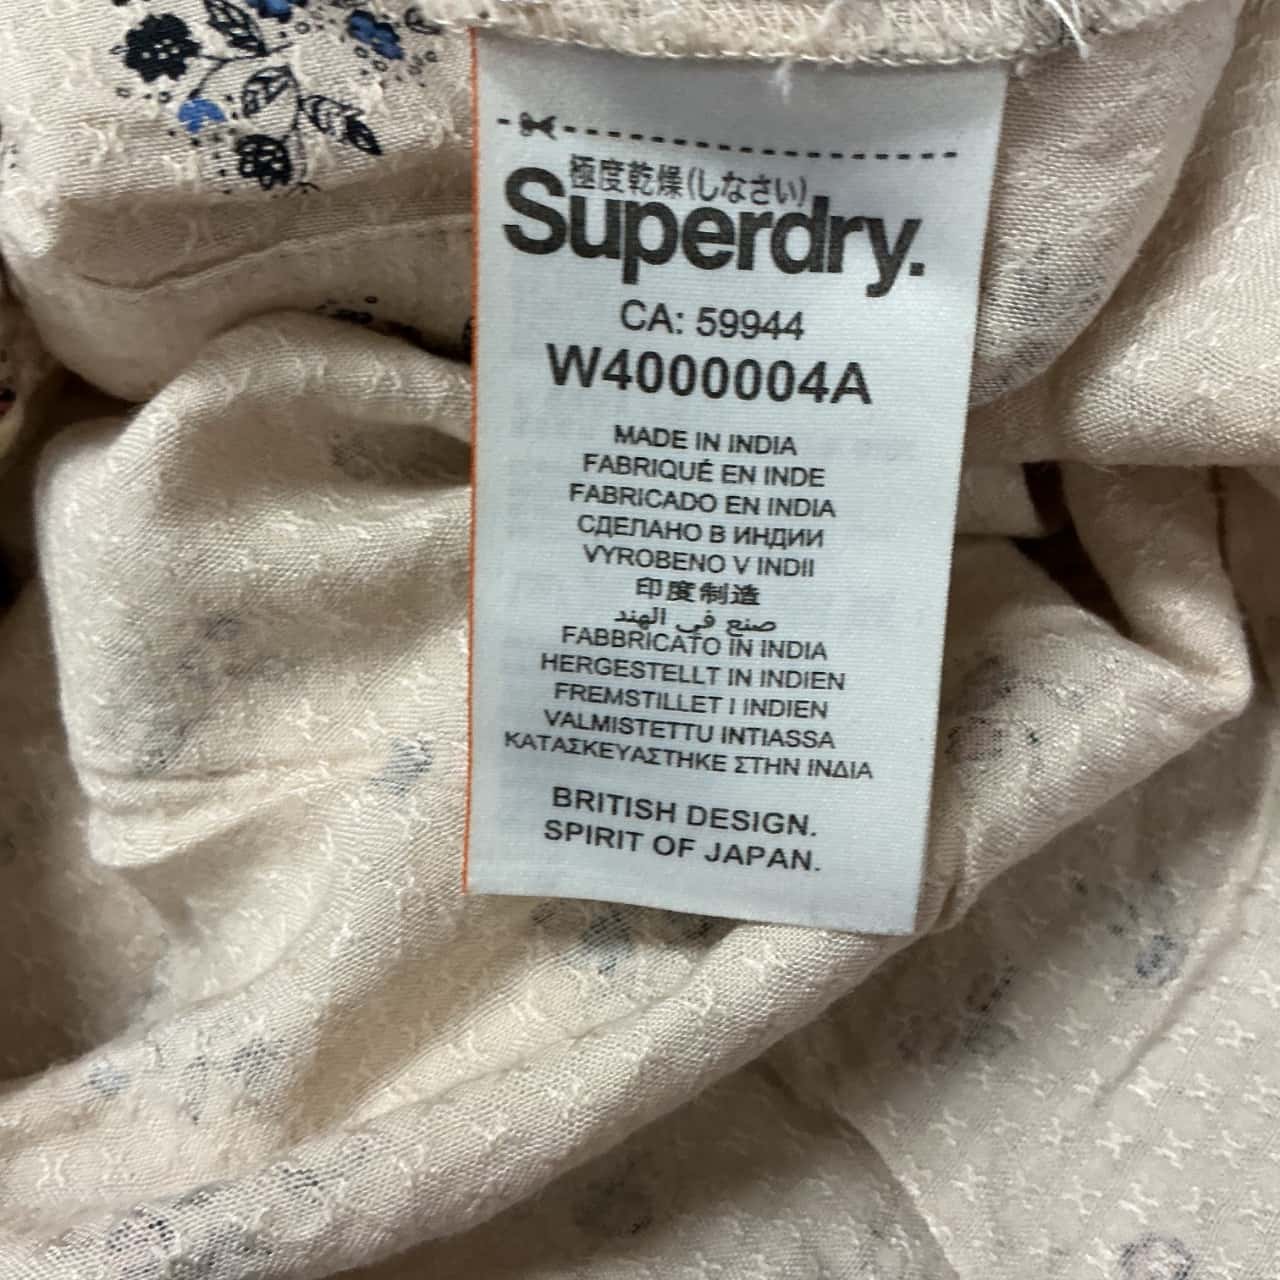 極度乾燥(しなさい)
Superdry.
CA: 59944
W4000004A
MADE IN INDIA
FABRIQUÉ EN INDE
FABRICADO EN INDIA
СДЕЛАНО В ИНДИИ
VYROBENO V INDII
印度制造
صنع في الهند
FABBRICATO IN INDIA
HERGESTELLT IN INDIEN
FREMSTILLET I INDIEN
VALMISTETTU INTIASSA
ΚΑΤΑΣΚΕΥΑΣΤΗΚΕ ΣΤΗΝ ΙΝΔΙΑ
BRITISH DESIGN.
SPIRIT OF JAPAN.